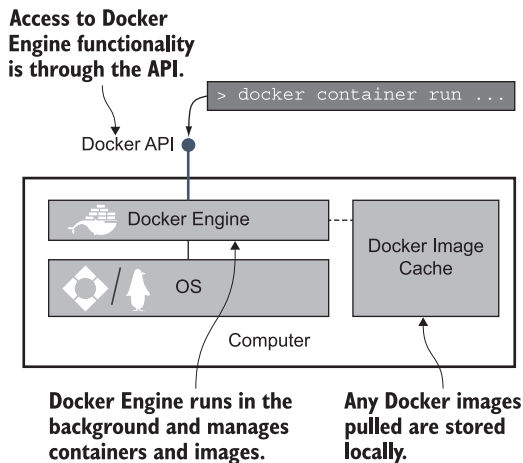 Access to Docker
Engine functionality
is through the API.
> docker container run ...
Docker API
Docker Engine
Docker Image
Cache
OS
Computer
Docker Engine runs in the
background and manages
containers and images.
Any Docker images
pulled are stored
locally.